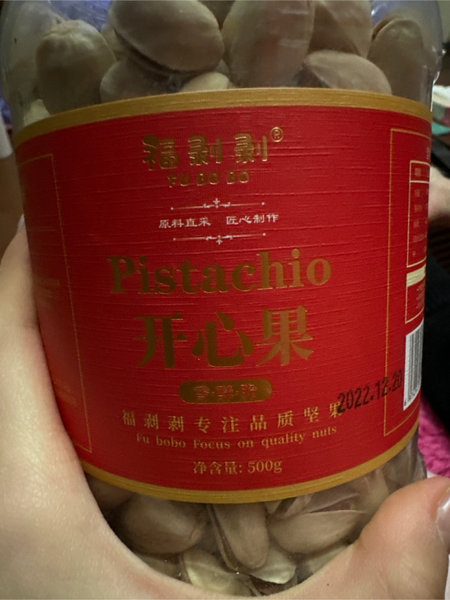 福剥剥®
FU BO BO
原料直采 匠心制作
Pistachio
开心果
2022.12.20
福剥剥专注品质坚果
Fu bobo Focus on quality nuts
净含量: 500g